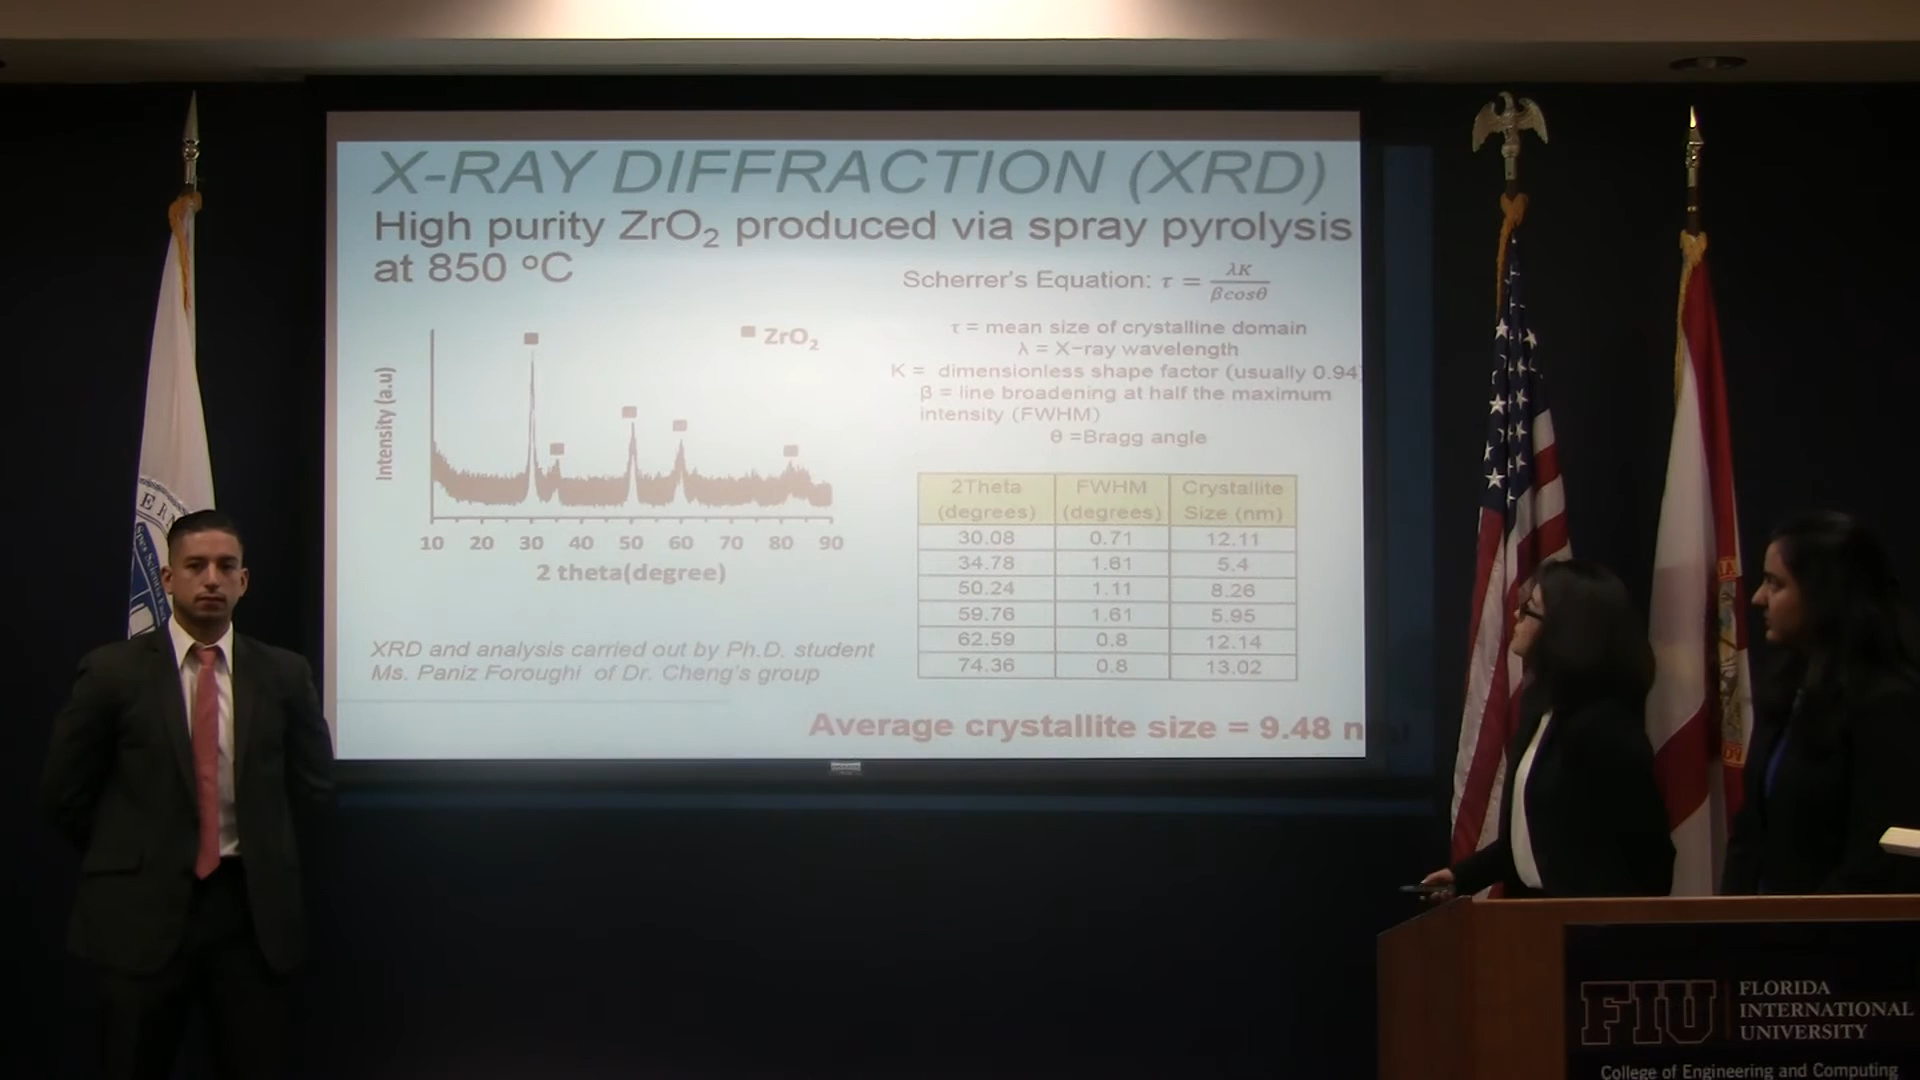 X-RAY DIFFRACTION (XRD)
High purity ZrO2 produced via spray pyrolysis
at 850 ºC
Scherrer's Equation: τ = λK / βcosθ
τ = mean size of crystalline domain
λ = X-ray wavelength
K = dimensionless shape factor (usually 0.94)
β = line broadening at half the maximum
intensity (FWHM)
θ =Bragg angle
ZrO2
Intensity (a.u)
10 20 30 40 50 60 70 80 90
2 theta(degree)
2Theta (degrees) FWHM (degrees) Crystallite Size (nm)
30.08 0.71 12.11
34.78 1.61 5.4
50.24 1.11 8.26
59.76 1.61 5.95
62.59 0.8 12.14
74.36 0.8 13.02
XRD and analysis carried out by Ph.D. student
Ms. Paniz Foroughi of Dr. Cheng's group
Average crystallite size = 9.48 n
FIU
FLORIDA
INTERNATIONAL
UNIVERSITY
College of Engineering and Computing